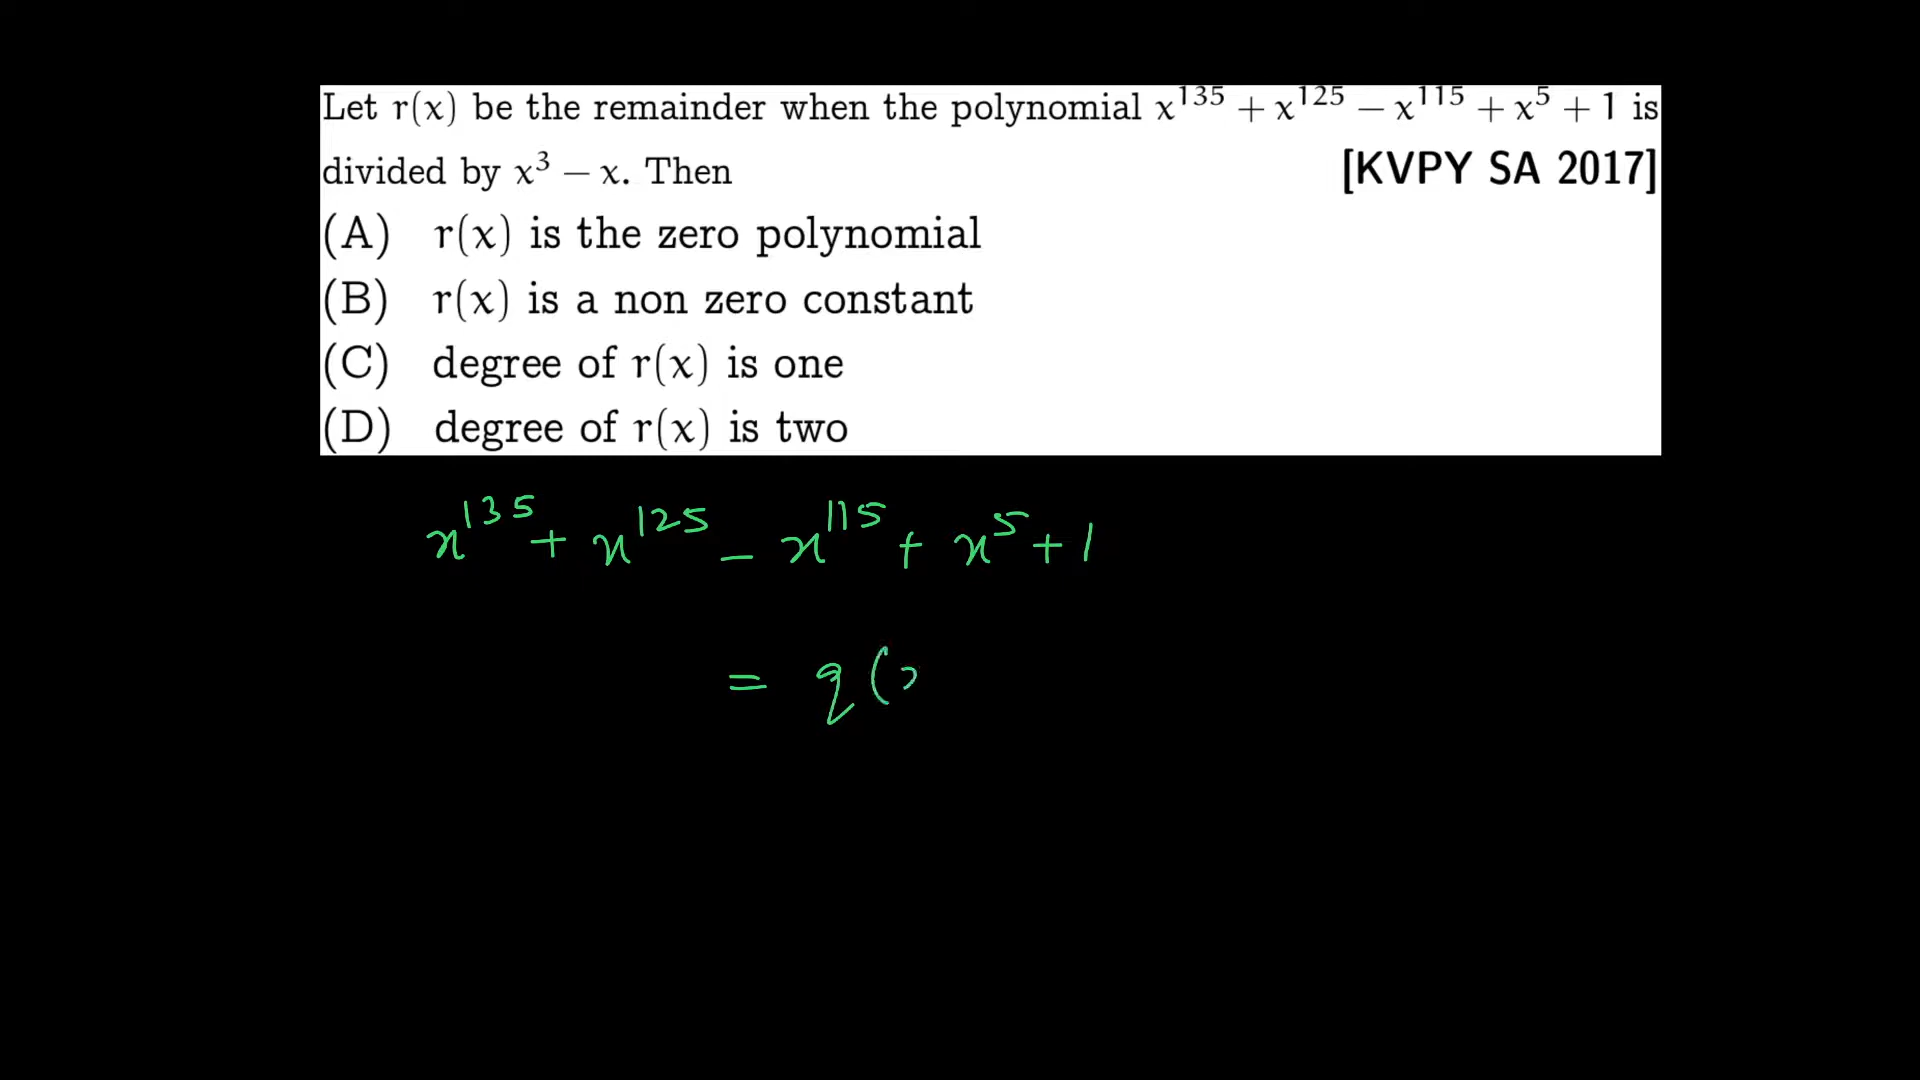 Let r(x) be the remainder when the polynomial x^135 + x^125 − x^115 + x^5 + 1 is
divided by x^3 − x. Then [KVPY SA 2017]
(A) r(x) is the zero polynomial
(B) r(x) is a non zero constant
(C) degree of r(x) is one
(D) degree of r(x) is two
x^135 + x^125 − x^115 + x^5 + 1
= q(